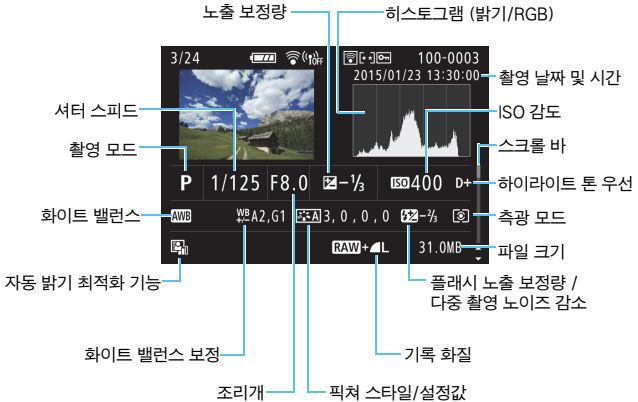 노출 보정량
히스토그램 (밝기/RGB)
3/24
OFF
100-0003
2015/01/23 13:30:00
촬영 날짜 및 시간
셔터 스피드
ISO 감도
촬영 모드
스크롤 바
P 1/125 F8.0 -⅓ ISO 400 D+
하이라이트 톤 우선
화이트 밸런스
AWB WB +/- A2,G1 A 3, 0, 0, 0 -⅔
측광 모드
RAW+L 31.0MB
파일 크기
자동 밝기 최적화 기능
플래시 노출 보정량 /
다중 촬영 노이즈 감소
화이트 밸런스 보정
기록 화질
조리개
픽쳐 스타일/설정값